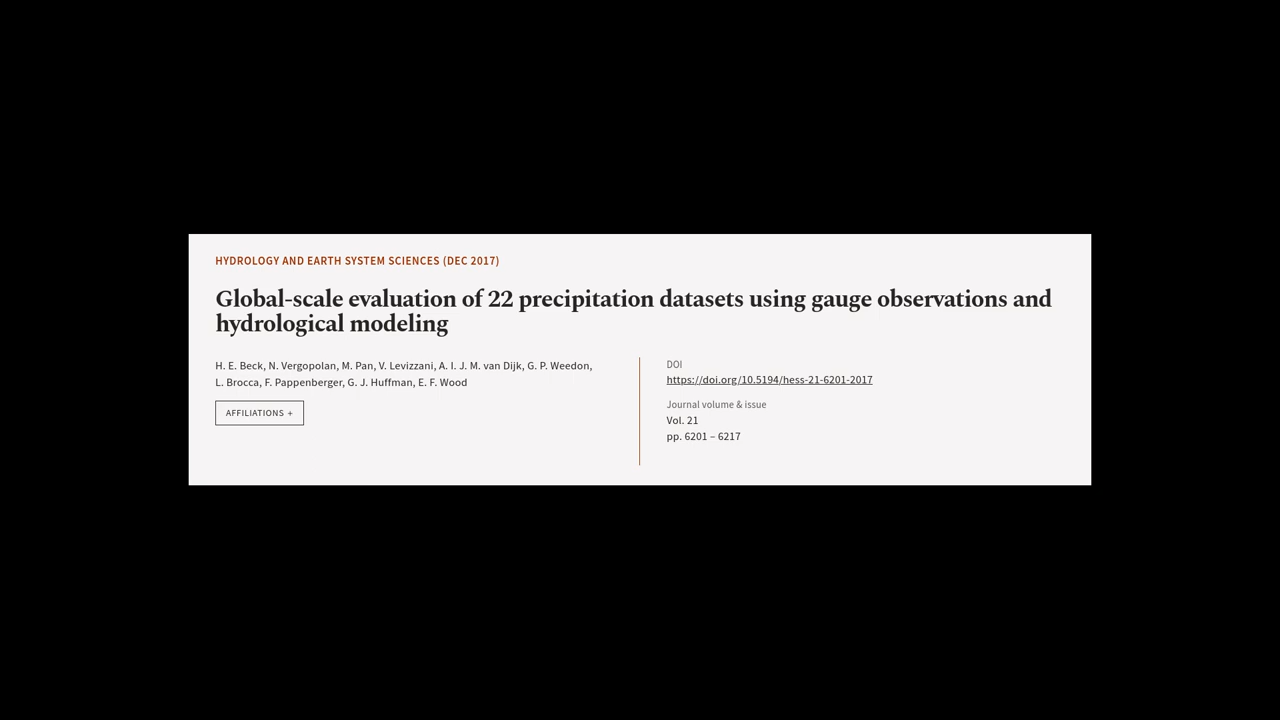 HYDROLOGY AND EARTH SYSTEM SCIENCES (DEC 2017)
Global-scale evaluation of 22 precipitation datasets using gauge observations and
hydrological modeling
H. E. Beck, N. Vergopolan, M. Pan, V. Levizzani, A. I. J. M. van Dijk, G. P. Weedon,
L. Brocca, F. Pappenberger, G. J. Huffman, E. F. Wood
AFFILIATIONS +
DOI
https://doi.org/10.5194/hess-21-6201-2017
Journal volume & issue
Vol. 21
pp. 6201 – 6217